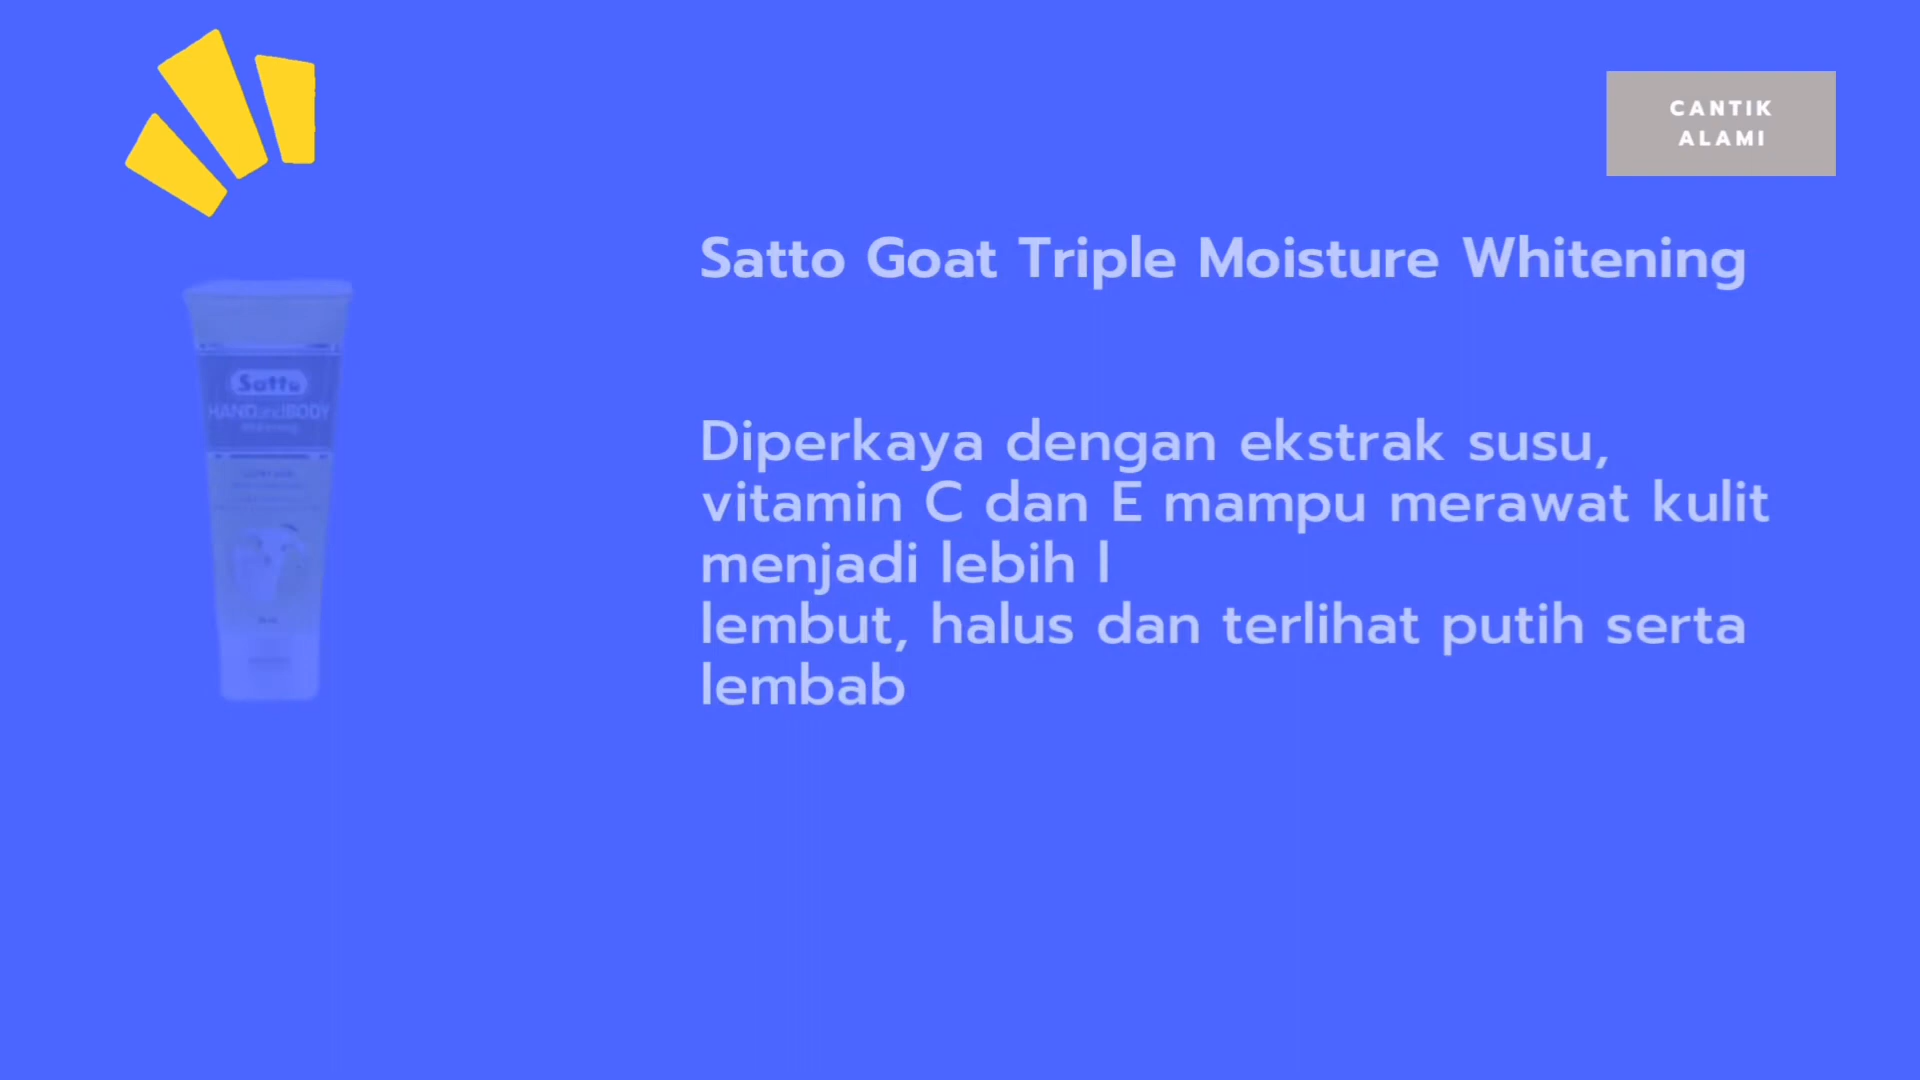 CANTIK
ALAMI
Satto Goat Triple Moisture Whitening
Diperkaya dengan ekstrak susu,
vitamin C dan E mampu merawat kulit
menjadi lebih l
lembut, halus dan terlihat putih serta
lembab
Satto
HAND and BODY
Whitening